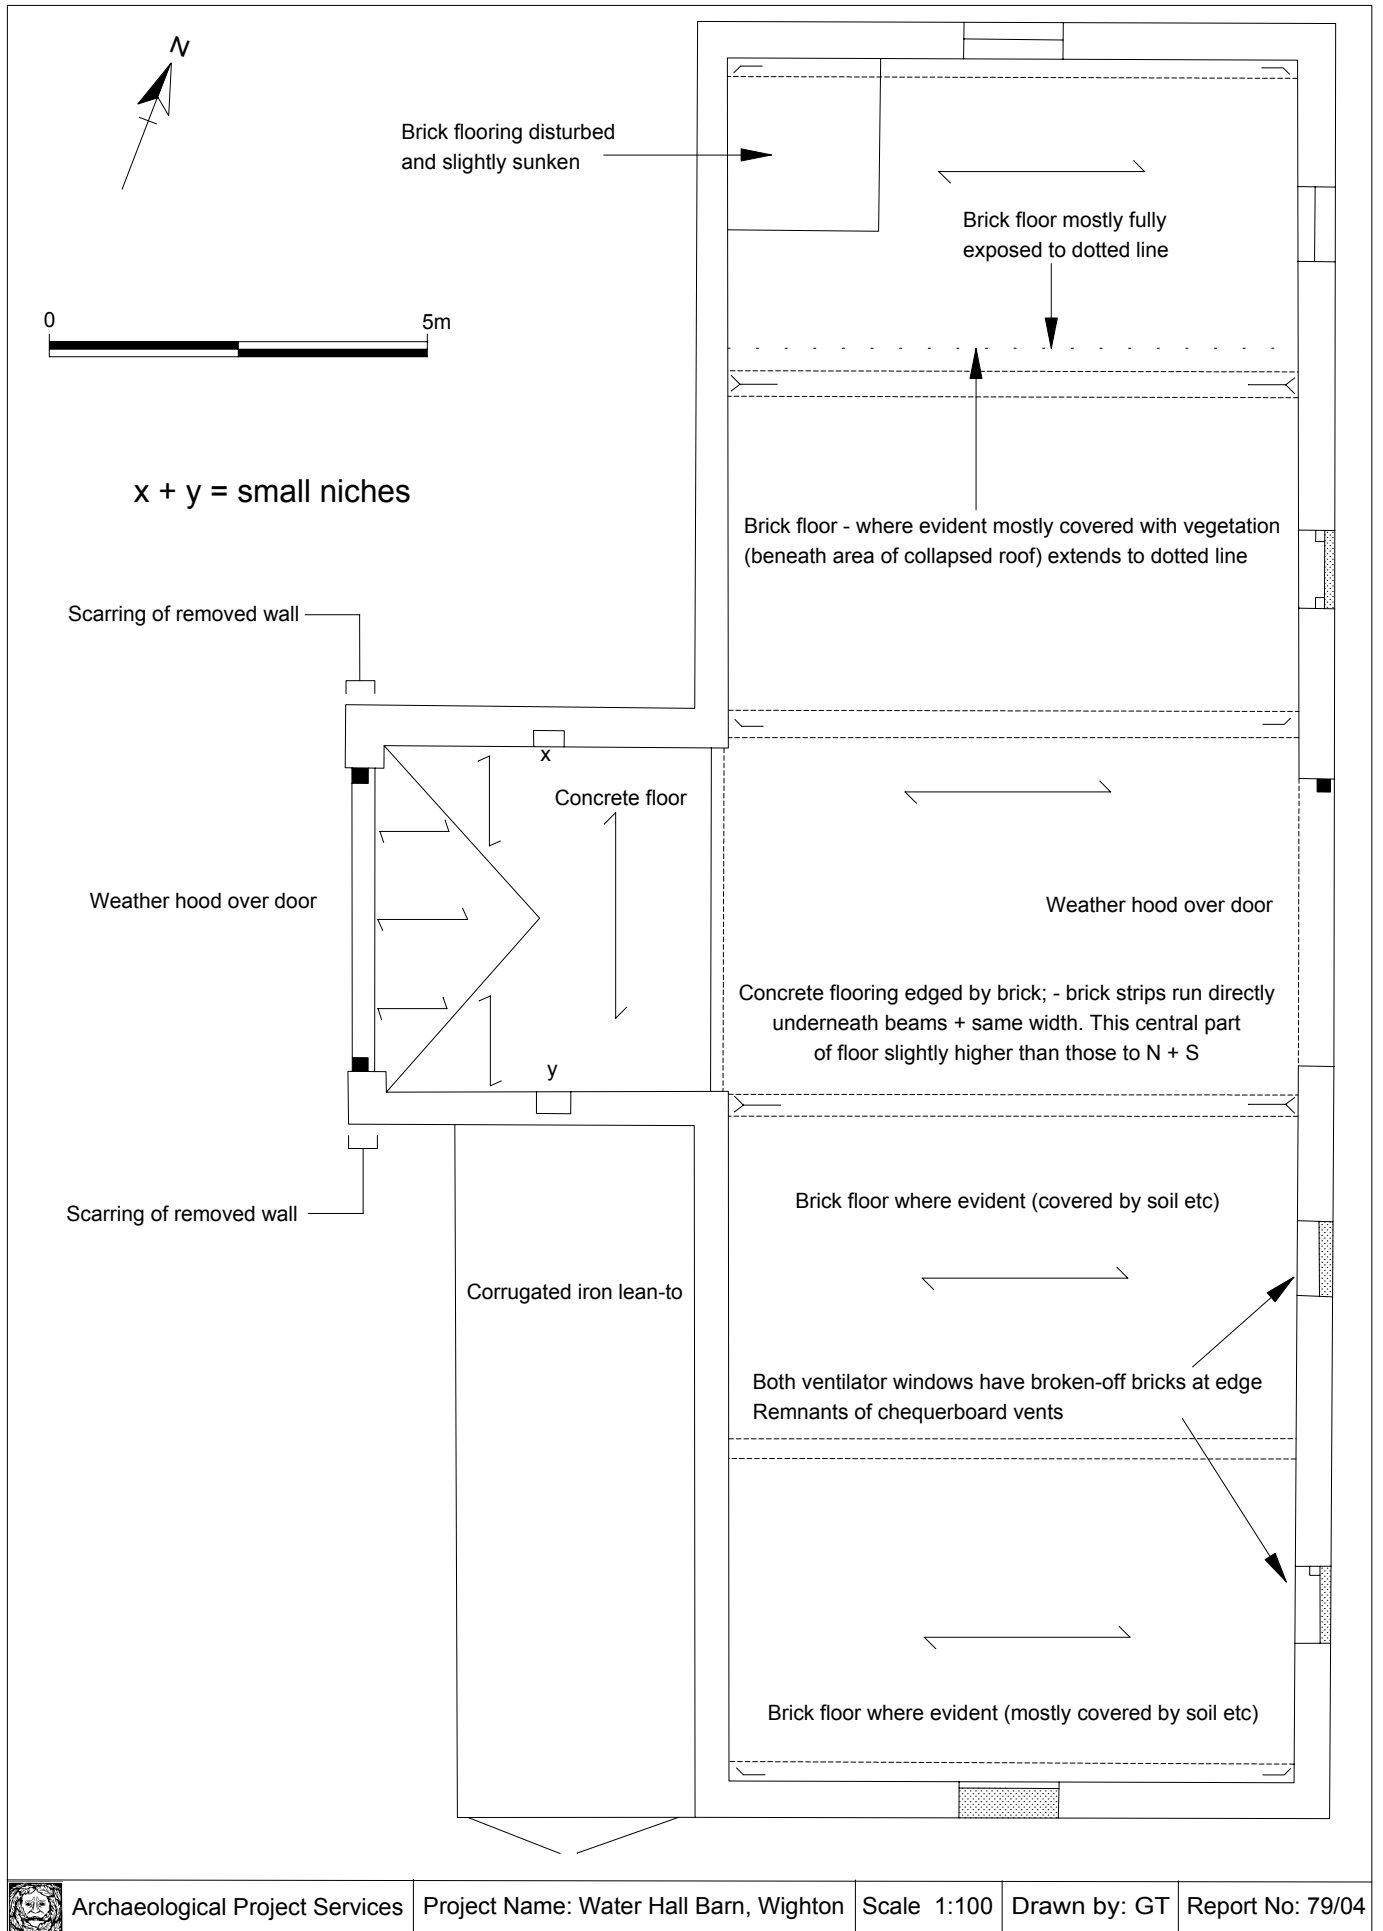 N
Brick flooring disturbed
and slightly sunken
Brick floor mostly fully
exposed to dotted line
0 5m
x + y = small niches
Brick floor - where evident mostly covered with vegetation
(beneath area of collapsed roof) extends to dotted line
Scarring of removed wall
x
Concrete floor
Weather hood over door
Weather hood over door
Concrete flooring edged by brick; - brick strips run directly
underneath beams + same width. This central part
of floor slightly higher than those to N + S
y
Brick floor where evident (covered by soil etc)
Scarring of removed wall
Corrugated iron lean-to
Both ventilator windows have broken-off bricks at edge
Remnants of chequerboard vents
Brick floor where evident (mostly covered by soil etc)
Archaeological Project Services
Project Name: Water Hall Barn, Wighton
Scale 1:100
Drawn by: GT
Report No: 79/04